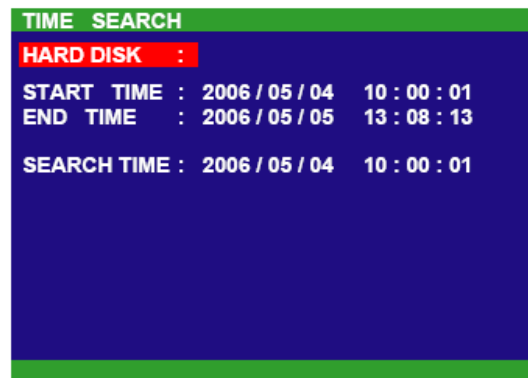 TIME SEARCH
HARD DISK :
START TIME : 2006 / 05 / 04 10 : 00 : 01
END TIME : 2006 / 05 / 05 13 : 08 : 13
SEARCH TIME : 2006 / 05 / 04 10 : 00 : 01